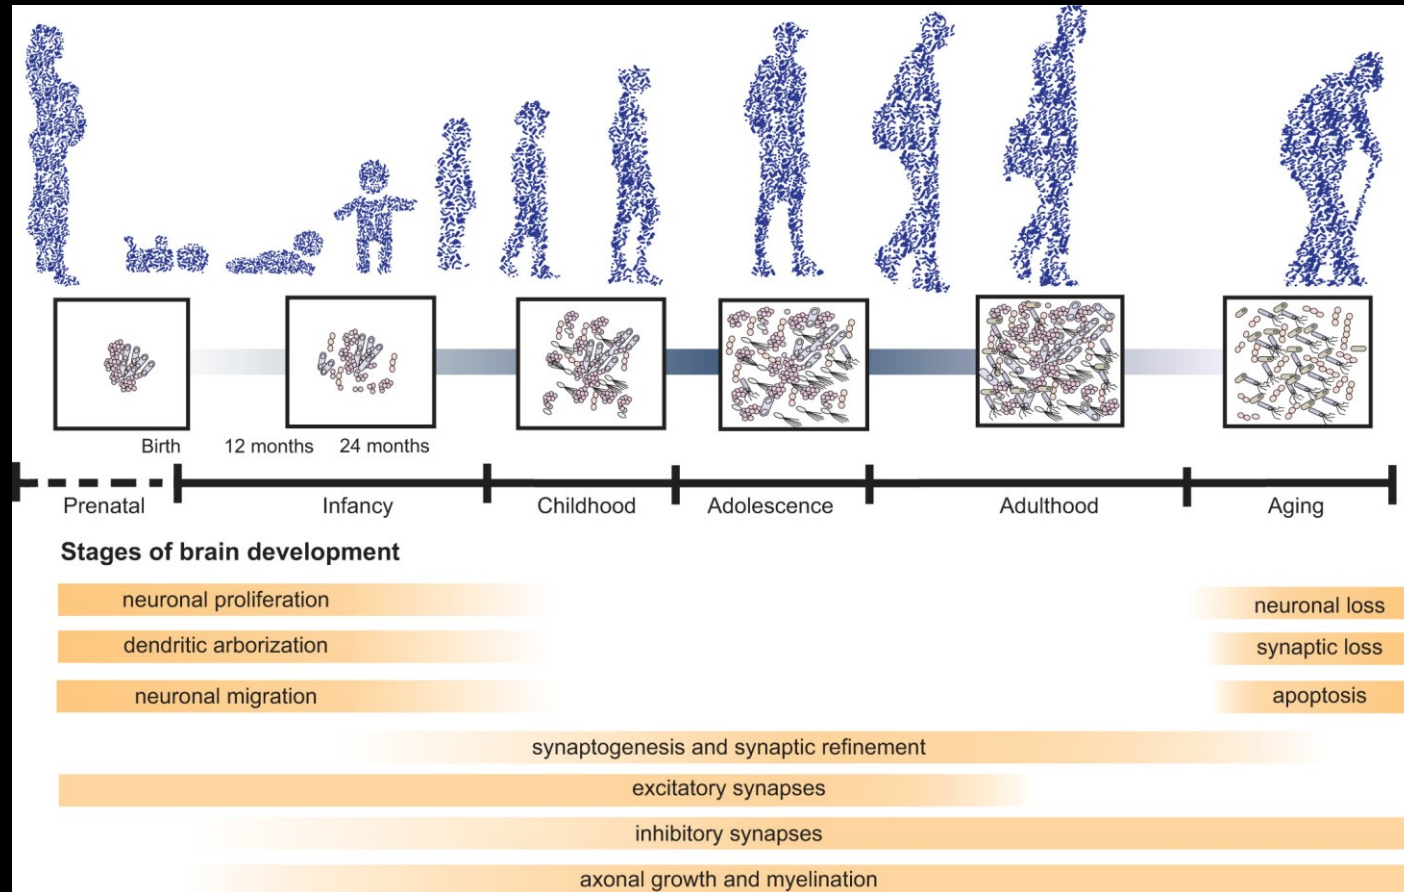 Birth
12 months
24 months
Prenatal
Infancy
Childhood
Adolescence
Adulthood
Aging
Stages of brain development
neuronal proliferation
neuronal loss
dendritic arborization
synaptic loss
neuronal migration
apoptosis
synaptogenesis and synaptic refinement
excitatory synapses
inhibitory synapses
axonal growth and myelination